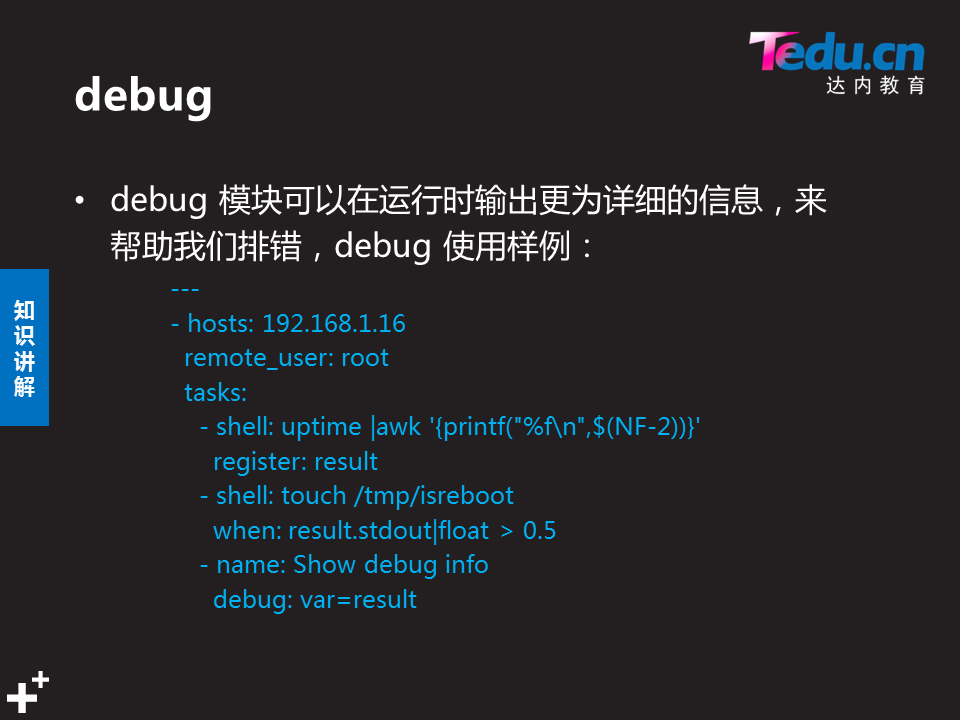 Tedu.cn
达内教育
debug
• debug 模块可以在运行时输出更为详细的信息，来
帮助我们排错，debug 使用样例：
---
- hosts: 192.168.1.16
remote_user: root
tasks:
- shell: uptime |awk '{printf("%f\n",$(NF-2))}'
register: result
- shell: touch /tmp/isreboot
when: result.stdout|float > 0.5
- name: Show debug info
debug: var=result
知识讲解